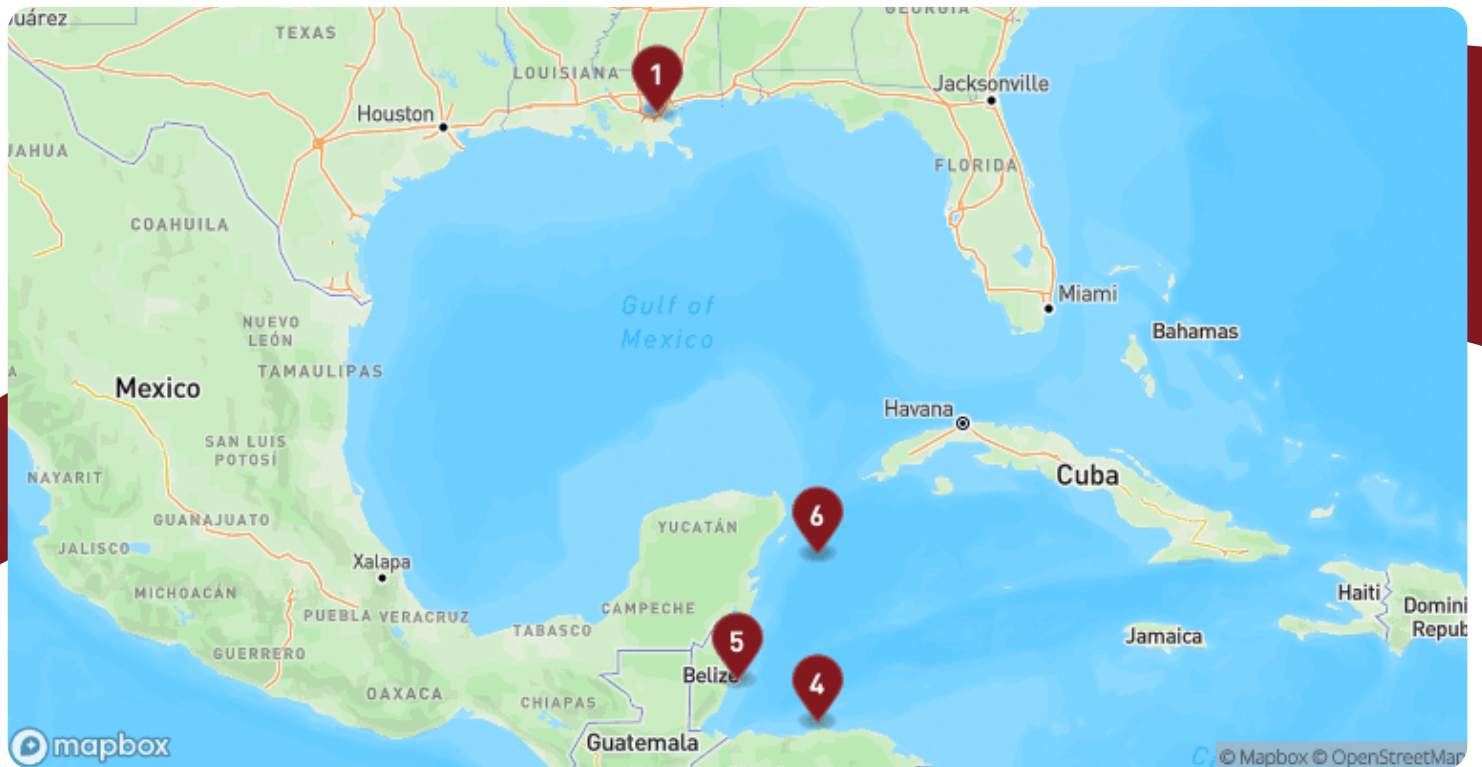 uárez
TEXAS
LOUISIANA
1
GEORGIA
Jacksonville
Houston
UAHUA
FLORIDA
COAHUILA
Gulf of
Mexico
Miami
NUEVO
LEÓN
Bahamas
TAMAULIPAS
A
Mexico
Havana
SAN LUIS
POTOSÍ
Cuba
NAYARIT
GUANAJUATO
YUCATÁN
6
JALISCO
Xalapa
MICHOACÁN
PUEBLA
VERACRUZ
CAMPECHE
Haiti
Domini
Repub
TABASCO
Jamaica
GUERRERO
5
Belize
4
OAXACA
CHIAPAS
Guatemala
mapbox
© Mapbox © OpenStreetMap